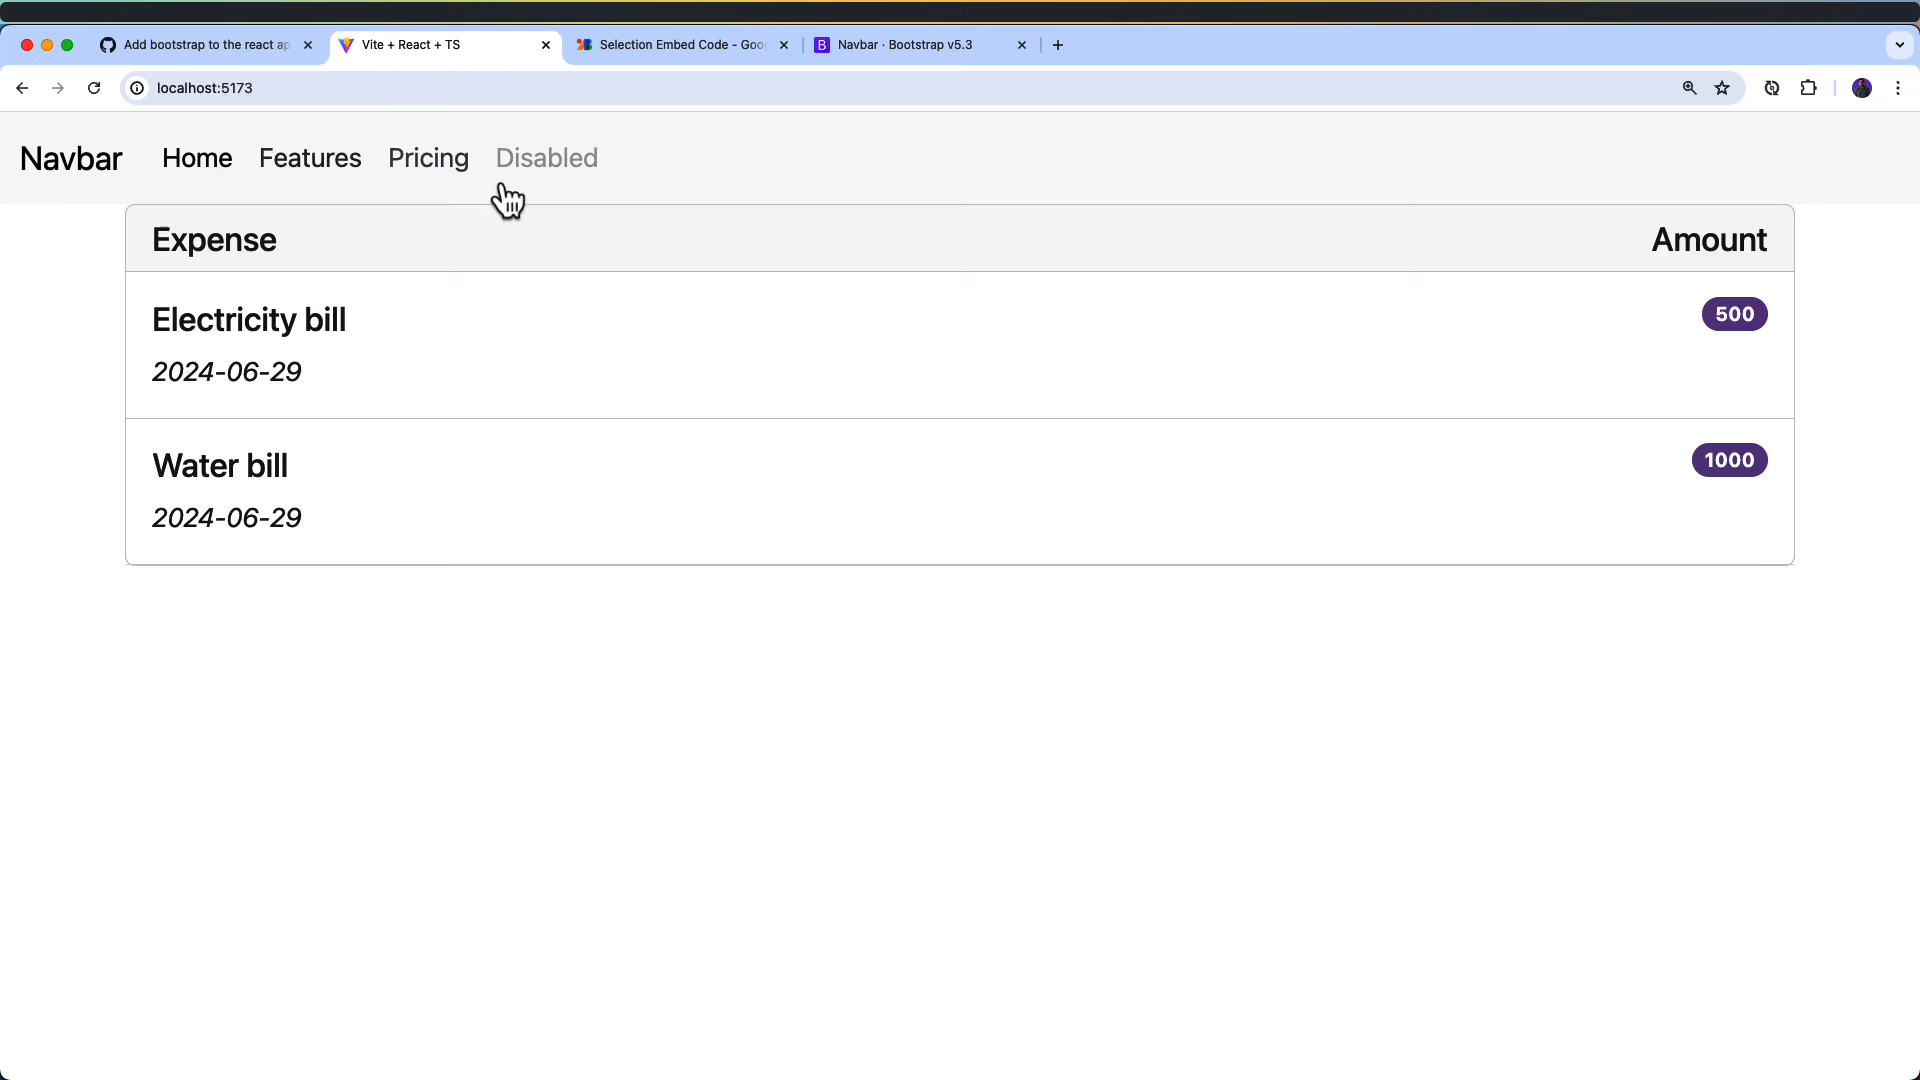 Add bootstrap to the react ap
Vite + React + TS
Selection Embed Code - Goo
B Navbar · Bootstrap v5.3
localhost:5173
Navbar Home Features Pricing Disabled
Expense Amount
Electricity bill 500
2024-06-29
Water bill 1000
2024-06-29